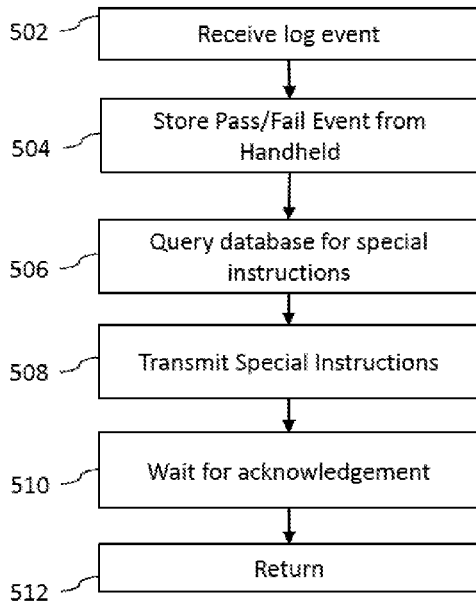 502 Receive log event
504 Store Pass/Fail Event from
Handheld
506 Query database for special
instructions
508 Transmit Special Instructions
510 Wait for acknowledgement
512 Return